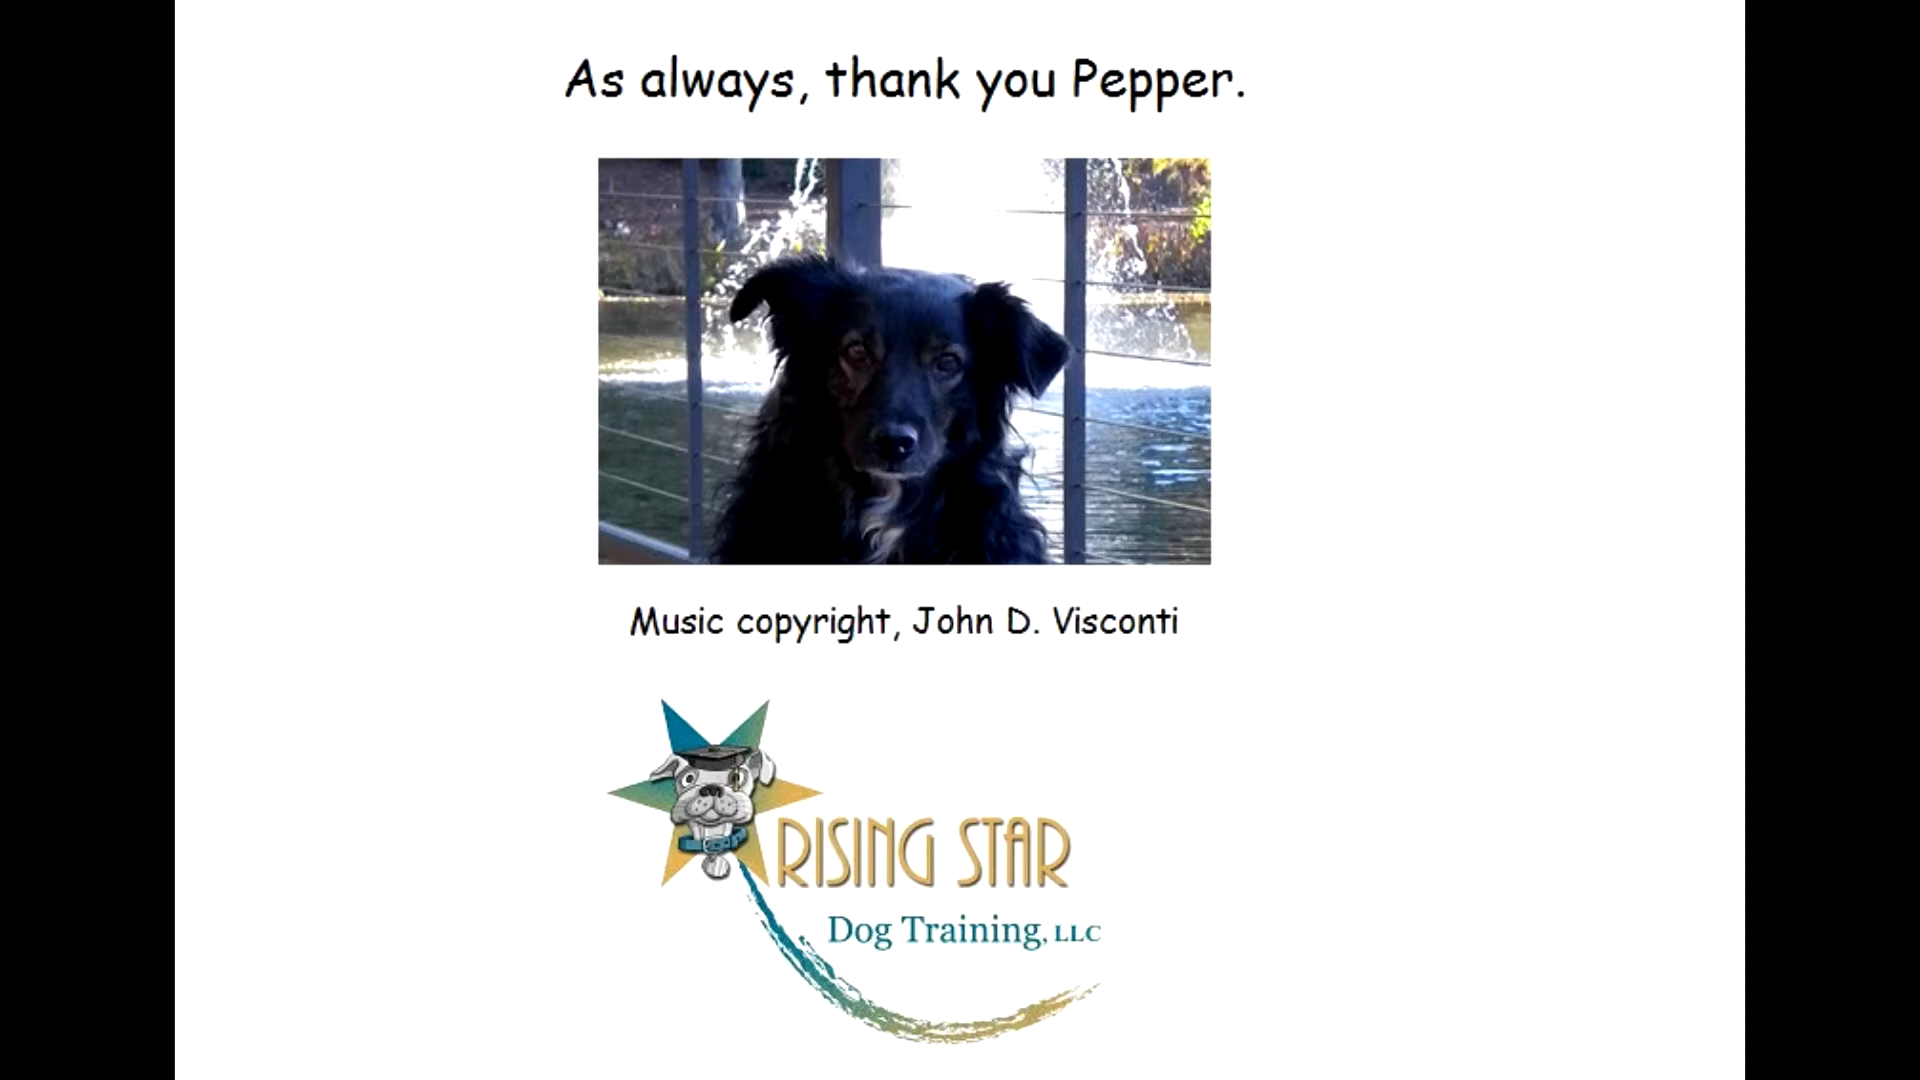 As always, thank you Pepper.
Music copyright, John D. Visconti
RISING STAR
Dog Training, LLC